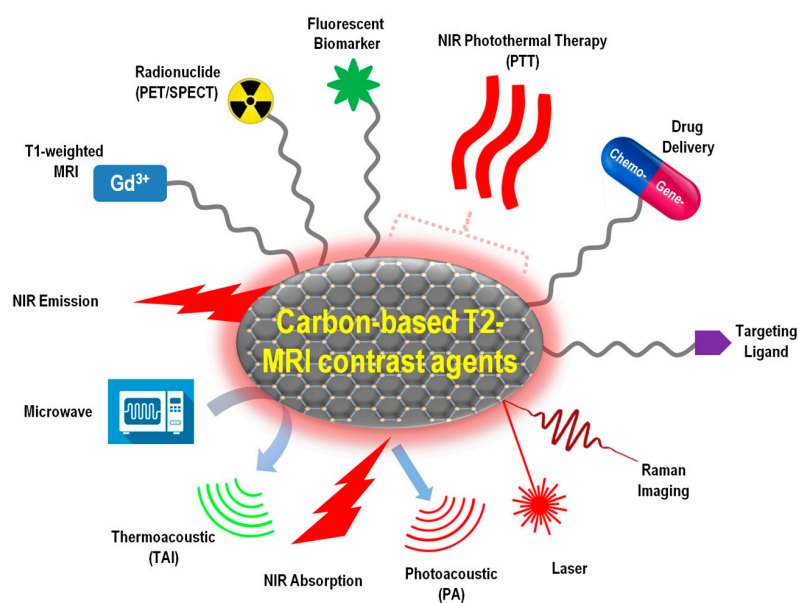 Fluorescent
Biomarker
NIR Photothermal Therapy
(PTT)
Radionuclide
(PET/SPECT)
Drug
Delivery
T1-weighted
MRI
Gd³⁺
Chemo-
Gene-
NIR Emission
Carbon-based T2-
MRI contrast agents
Targeting
Ligand
Microwave
Raman
Imaging
Thermoacoustic
(TAI)
NIR Absorption
Photoacoustic
(PA)
Laser